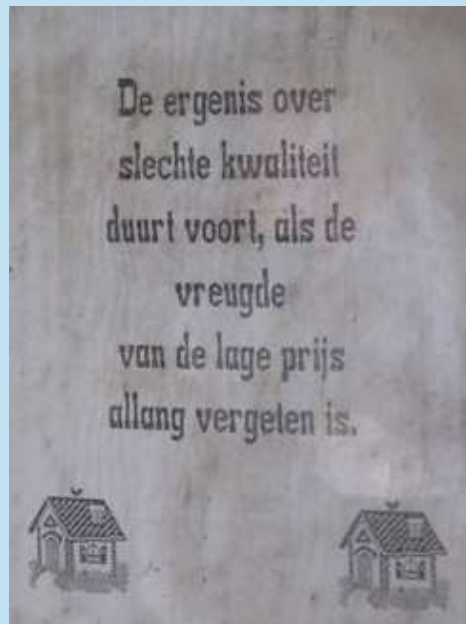 De ergenis over
slechte kwaliteit
duurt voort, als de
vreugde
van de lage prijs
allang vergeten is.